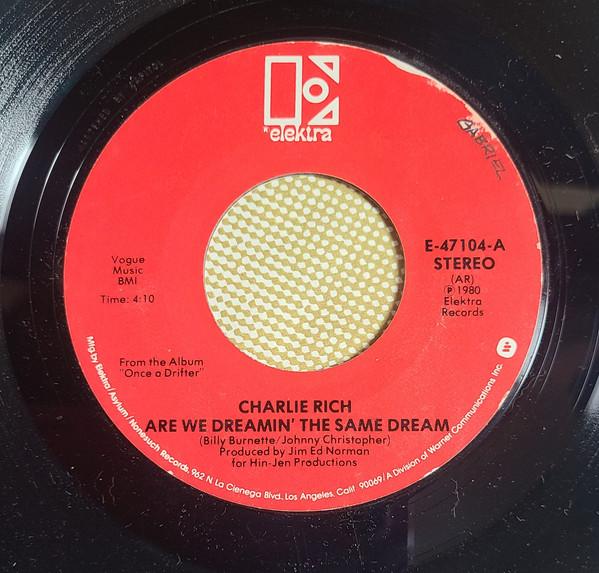 elektra
GABRIEL
E-47104-A
STEREO
(AR)
℗ 1980
Elektra
Records
Vogue
Music
BMI
Time: 4:10
From the Album
"Once a Drifter"
CHARLIE RICH
ARE WE DREAMIN' THE SAME DREAM
(Billy Burnette/Johnny Christopher)
Produced by Jim Ed Norman
for Hin-Jen Productions
Mfg. by Elektra/Asylum/Nonesuch Records, 962 N. La Cienega Blvd., Los Angeles, Calif. 90069/A Division of Warner Communications Inc.